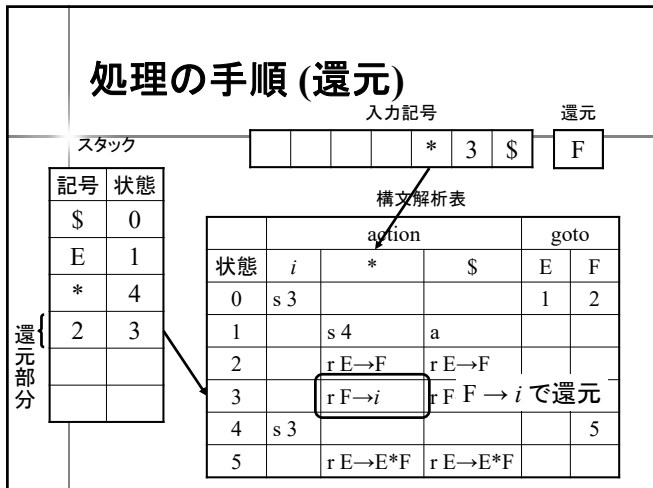 処理の手順 (還元)
入力記号 還元
* 3 $ F
スタック
記号 状態
$ 0
E 1
* 4
2 3
還元部分
構文解析表
action goto
状態 i * $ E F
0 s 3 1 2
1 s 4 a
2 r E→F r E→F
3 r F→i r F
F → i で還元
4 s 3 5
5 r E→E*F r E→E*F